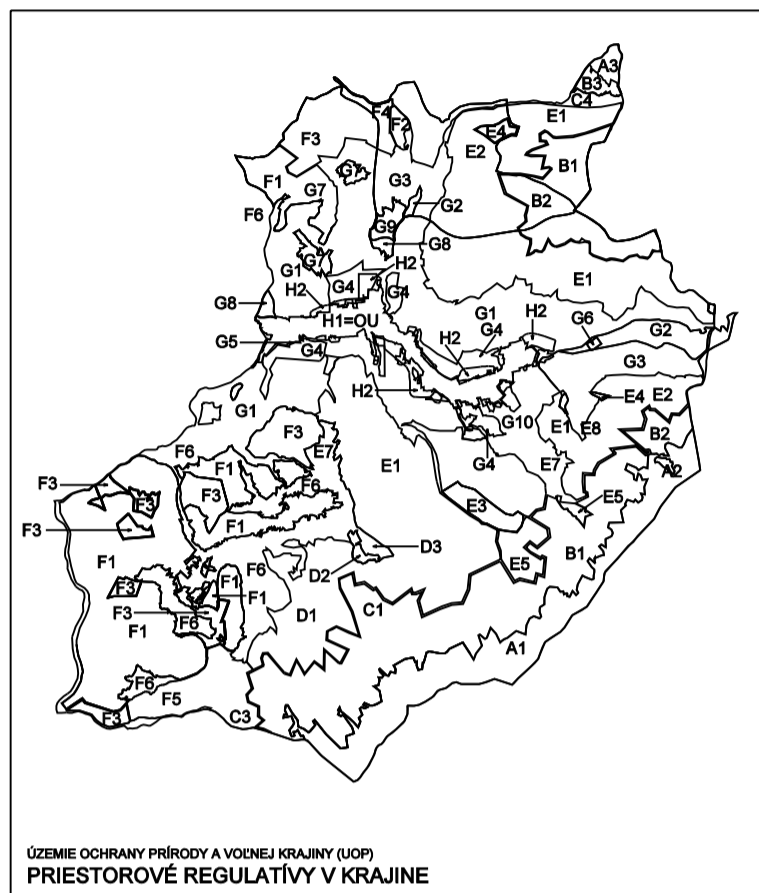 A3
B3
C4
F4
F2
E1
F3
E4
E2
B1
G7
F1
G3
G7
B2
F6
G2
G9
G8
G7
H2
G1
G4
E1
G4
H2
G8
H1=OU
G1
G4
H2
G6
G2
G5
G4
H2
G3
H2
E4
E2
G1
G10
E1
E8
F3
B2
E7
G4
F6
F1
E1
E7
A2
F3
F6
F3
F3
E3
E5
F3
F1
D3
B1
F1
F6
D2
E5
F3
F1
F1
D1
C1
F3
F1
F6
A1
F6
F5
F3
C3
ÚZEMIE OCHRANY PRÍRODY A VOĽNEJ KRAJINY (UOP)
PRIESTOROVÉ REGULATÍVY V KRAJINE